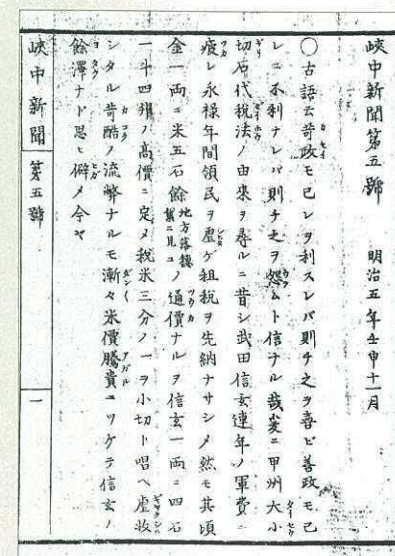 峡中新聞第五號　明治五年壬申十一月
〇古語云苛政モ己レヲ利スレバ則チ之ヲ喜ビ善政モ己
レニ不利ナレバ則チ之ヲ怨ムト信ナル哉爰ニ甲州大小
切石代税法ノ由来ヲ尋ルニ昔シ武田信玄連年ノ軍費ニ
疲レ永禄年間領民ヲ虐ゲ租税ヲ先納ナサシメ然モ其頃
金一両ニ米五石餘地方落穂集ニ見ユノ通價ナルヲ信玄一両ニ四石
一斗四升ノ高價ニ定メ税米三分ノ一ヲ小切ト唱ヘ虐救
シタル苛酷ノ流弊ナルモ漸々米價騰貴ニツケテ信玄ノ
餘澤ナド思ヒ僻メ今ヤ
峡中新聞　第五號　一